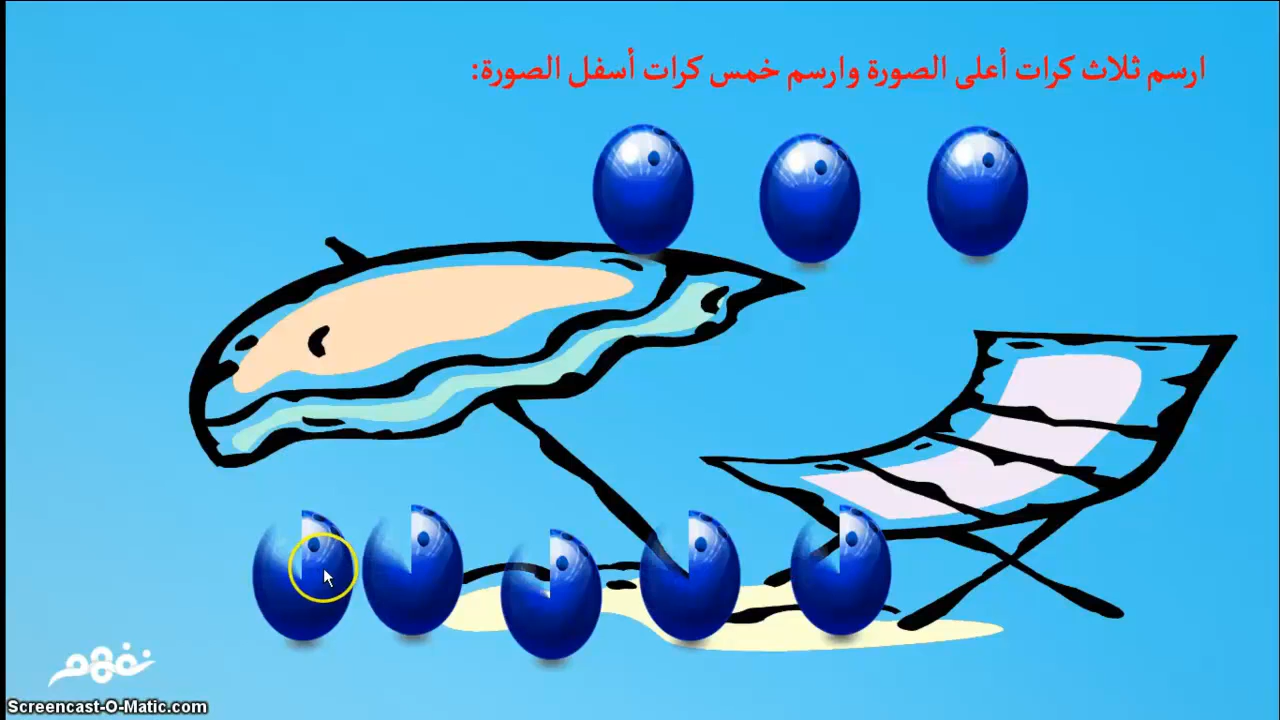 ارسم ثلاث كرات أعلى الصورة وارسم خمس كرات أسفل الصورة:
نفهم
Screencast-O-Matic.com